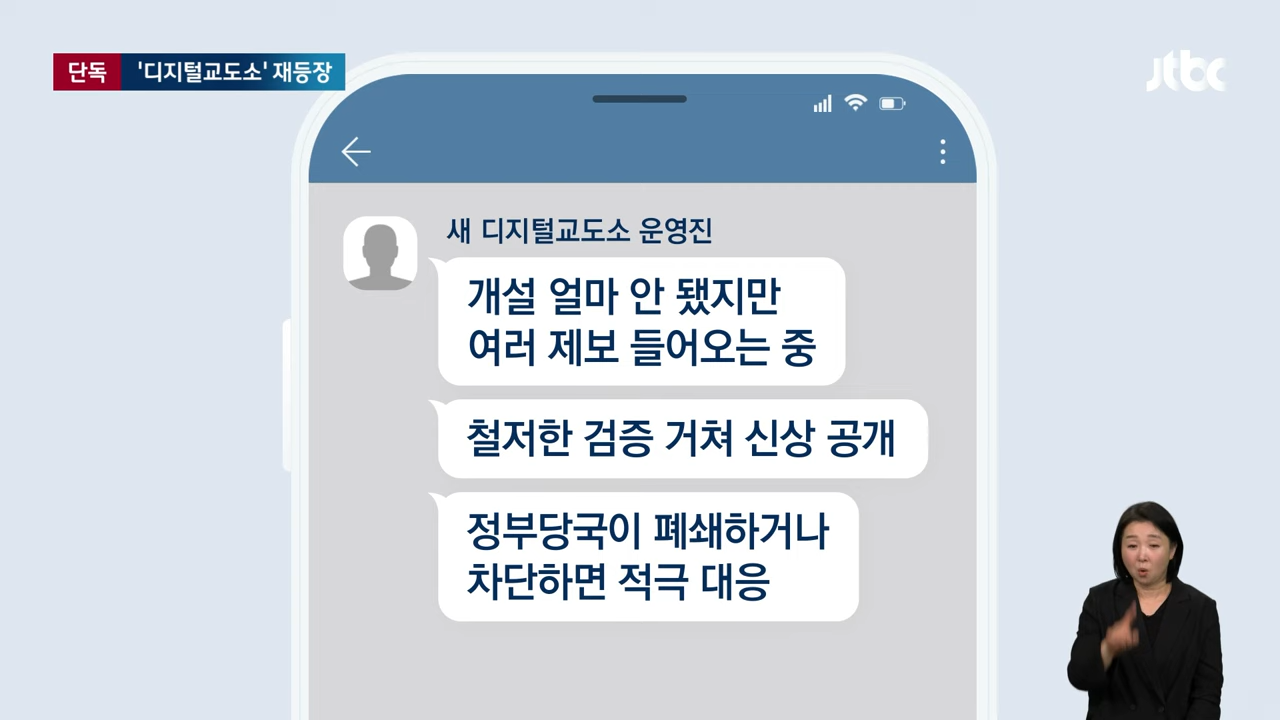 단독 '디지털교도소' 재등장
jtbc
새 디지털교도소 운영진
개설 얼마 안 됐지만
여러 제보 들어오는 중
철저한 검증 거쳐 신상 공개
정부당국이 폐쇄하거나
차단하면 적극 대응